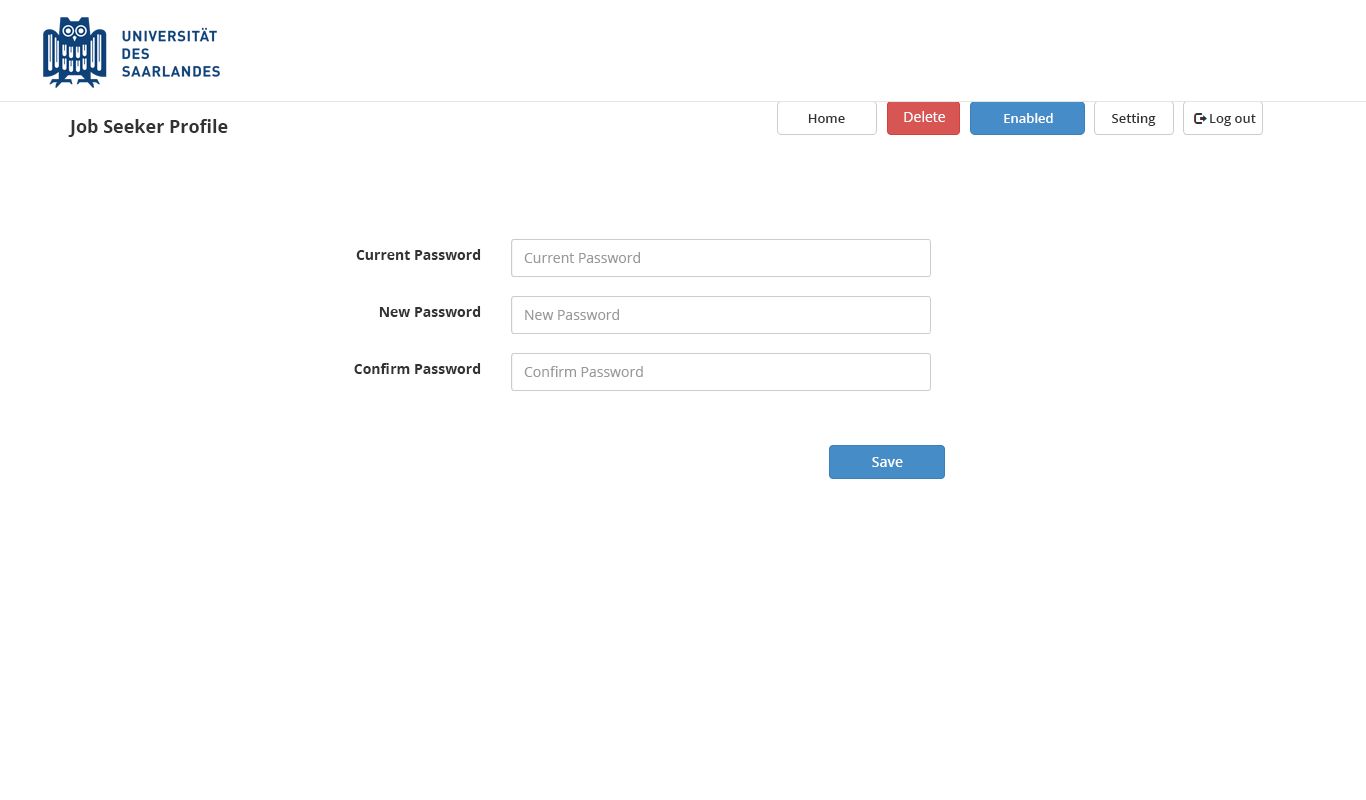 UNIVERSITÄT
DES
SAARLANDES
Job Seeker Profile
Home
Delete
Enabled
Setting
Log out
Current Password
Current Password
New Password
New Password
Confirm Password
Confirm Password
Save